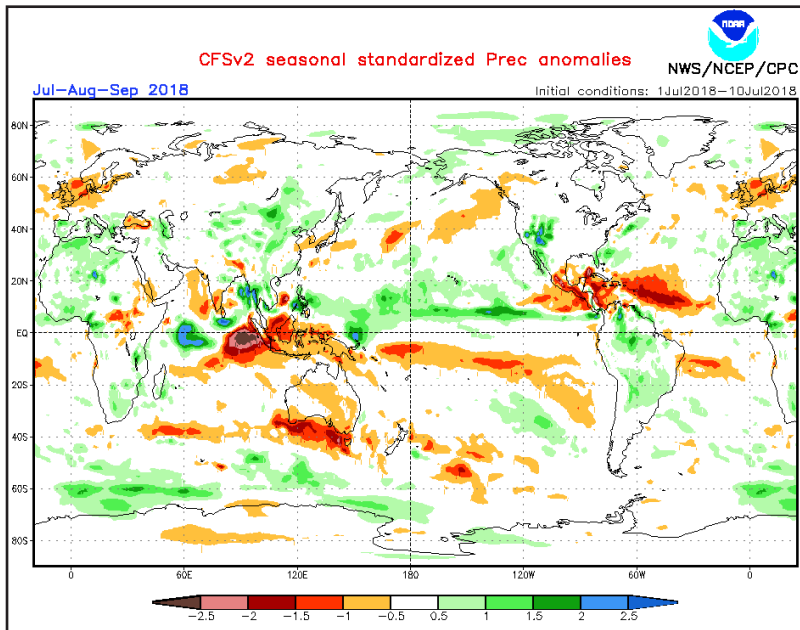 NOAA
CFSv2 seasonal standardized Prec anomalies
NWS/NCEP/CPC
Jul-Aug-Sep 2018
Initial conditions: 1Jul2018-10Jul2018
80N
60N
40N
20N
EQ
20S
40S
60S
80S
0 60E 120E 180 120W 60W 0
-2.5 -2 -1.5 -1 -0.5 0.5 1 1.5 2 2.5